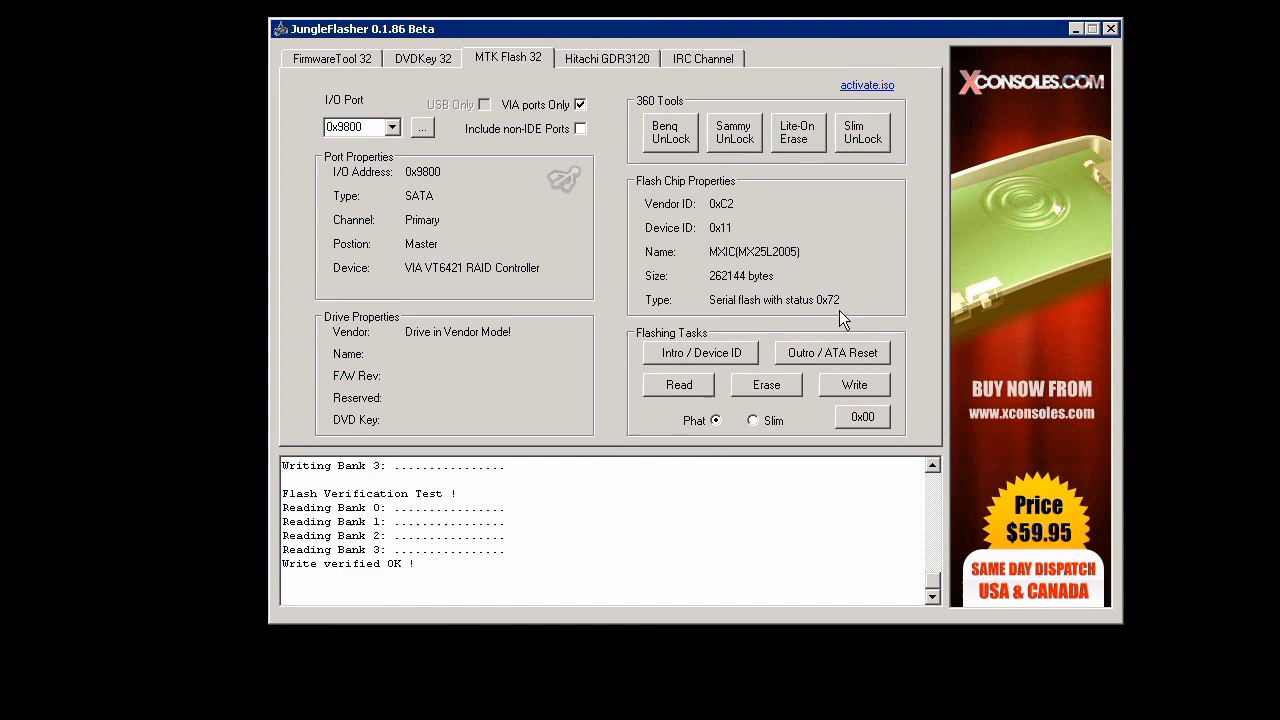 JungleFlasher 0.1.86 Beta
FirmwareTool 32
DVDKey 32
MTK Flash 32
Hitachi GDR3120
IRC Channel
activate.iso
I/O Port
USB Only
VIA ports Only
0x9800
...
Include non-IDE Ports
Port Properties
I/O Address: 0x9800
Type: SATA
Channel: Primary
Postion: Master
Device: VIA VT6421 RAID Controller
Drive Properties
Vendor: Drive in Vendor Mode!
Name:
F/W Rev:
Reserved:
DVD Key:
360 Tools
Benq
UnLock
Sammy
UnLock
Lite-On
Erase
Slim
UnLock
Flash Chip Properties
Vendor ID: 0xC2
Device ID: 0x11
Name: MXIC(MX25L2005)
Size: 262144 bytes
Type: Serial flash with status 0x72
Flashing Tasks
Intro / Device ID
Outro / ATA Reset
Read
Erase
Write
Phat
Slim
0x00
Writing Bank 3: ................
Flash Verification Test !
Reading Bank 0: ................
Reading Bank 1: ................
Reading Bank 2: ................
Reading Bank 3: ................
Write verified OK !
XCONSOLES.COM
BUY NOW FROM
www.xconsoles.com
Price
$59.95
SAME DAY DISPATCH
USA & CANADA